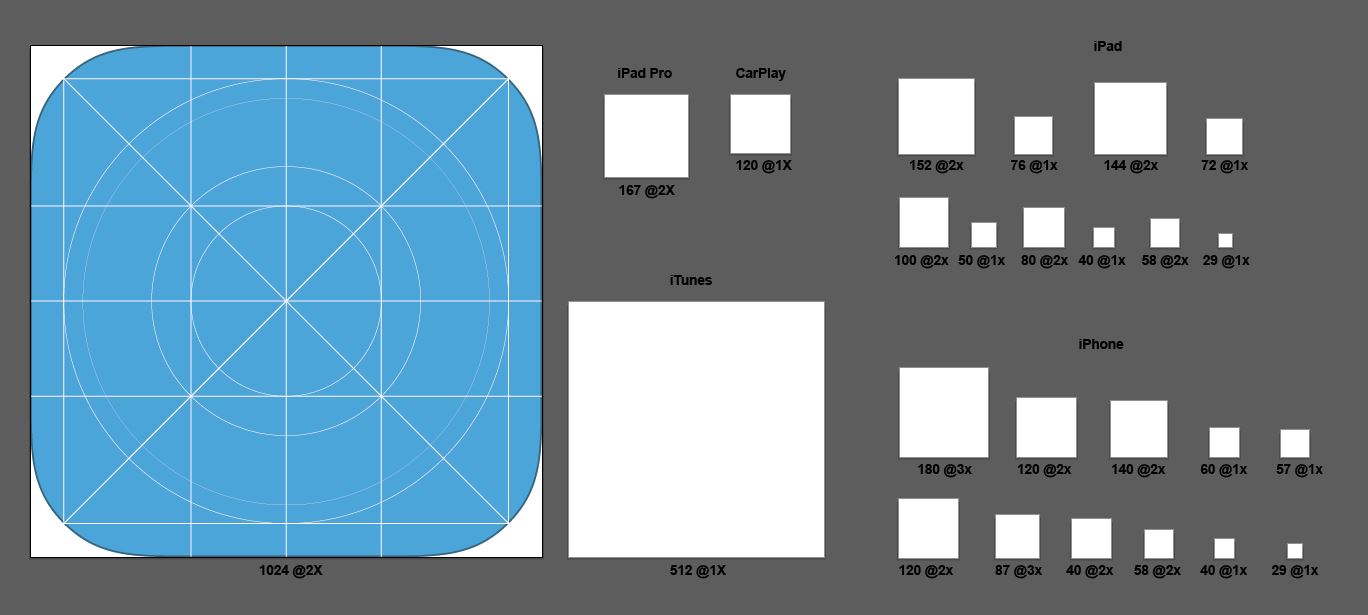 iPad Pro
CarPlay
167 @2X
120 @1X
iPad
152 @2x
76 @1x
144 @2x
72 @1x
100 @2x
50 @1x
80 @2x
40 @1x
58 @2x
29 @1x
iTunes
1024 @2X
512 @1X
iPhone
180 @3x
120 @2x
140 @2x
60 @1x
57 @1x
120 @2x
87 @3x
40 @2x
58 @2x
40 @1x
29 @1x